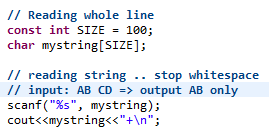 // Reading whole line
const int SIZE = 100;
char mystring[SIZE];
// reading string .. stop whitespace
// input: AB CD => output AB only
scanf("%s", mystring);
cout<<mystring<<"+\n";